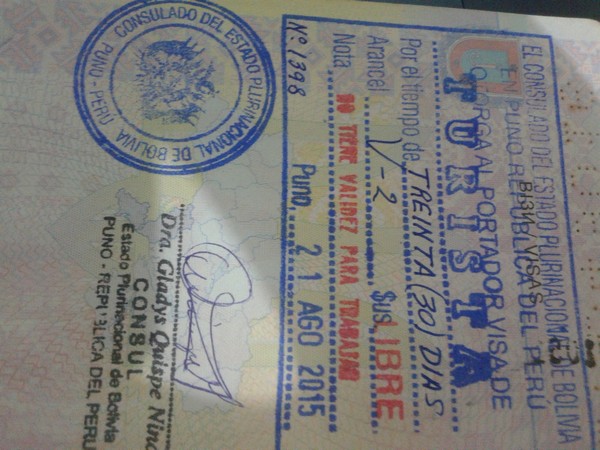 EL CONSULADO DEL ESTADO PLURINACIONAL DE BOLIVIA
EN PUNO REPUBLICA DEL PERÚ
VISAS
OTORGA AL PORTADOR VISA DE
TURISTA
Por el tiempo de TREINTA (30) DIAS
Arancel V-2 $us. LIBRE
Nota NO TIENE VALIDEZ PARA TRABAJAR
Nº 1398 Puno, 21 AGO 2015
CONSULADO DEL ESTADO PLURINACIONAL DE BOLIVIA
PUNO - PERÚ
Dra. Gladys Quispe Nina
CONSUL
Estado Plurinacional de Bolivia
PUNO - REPUBLICA DEL PERU